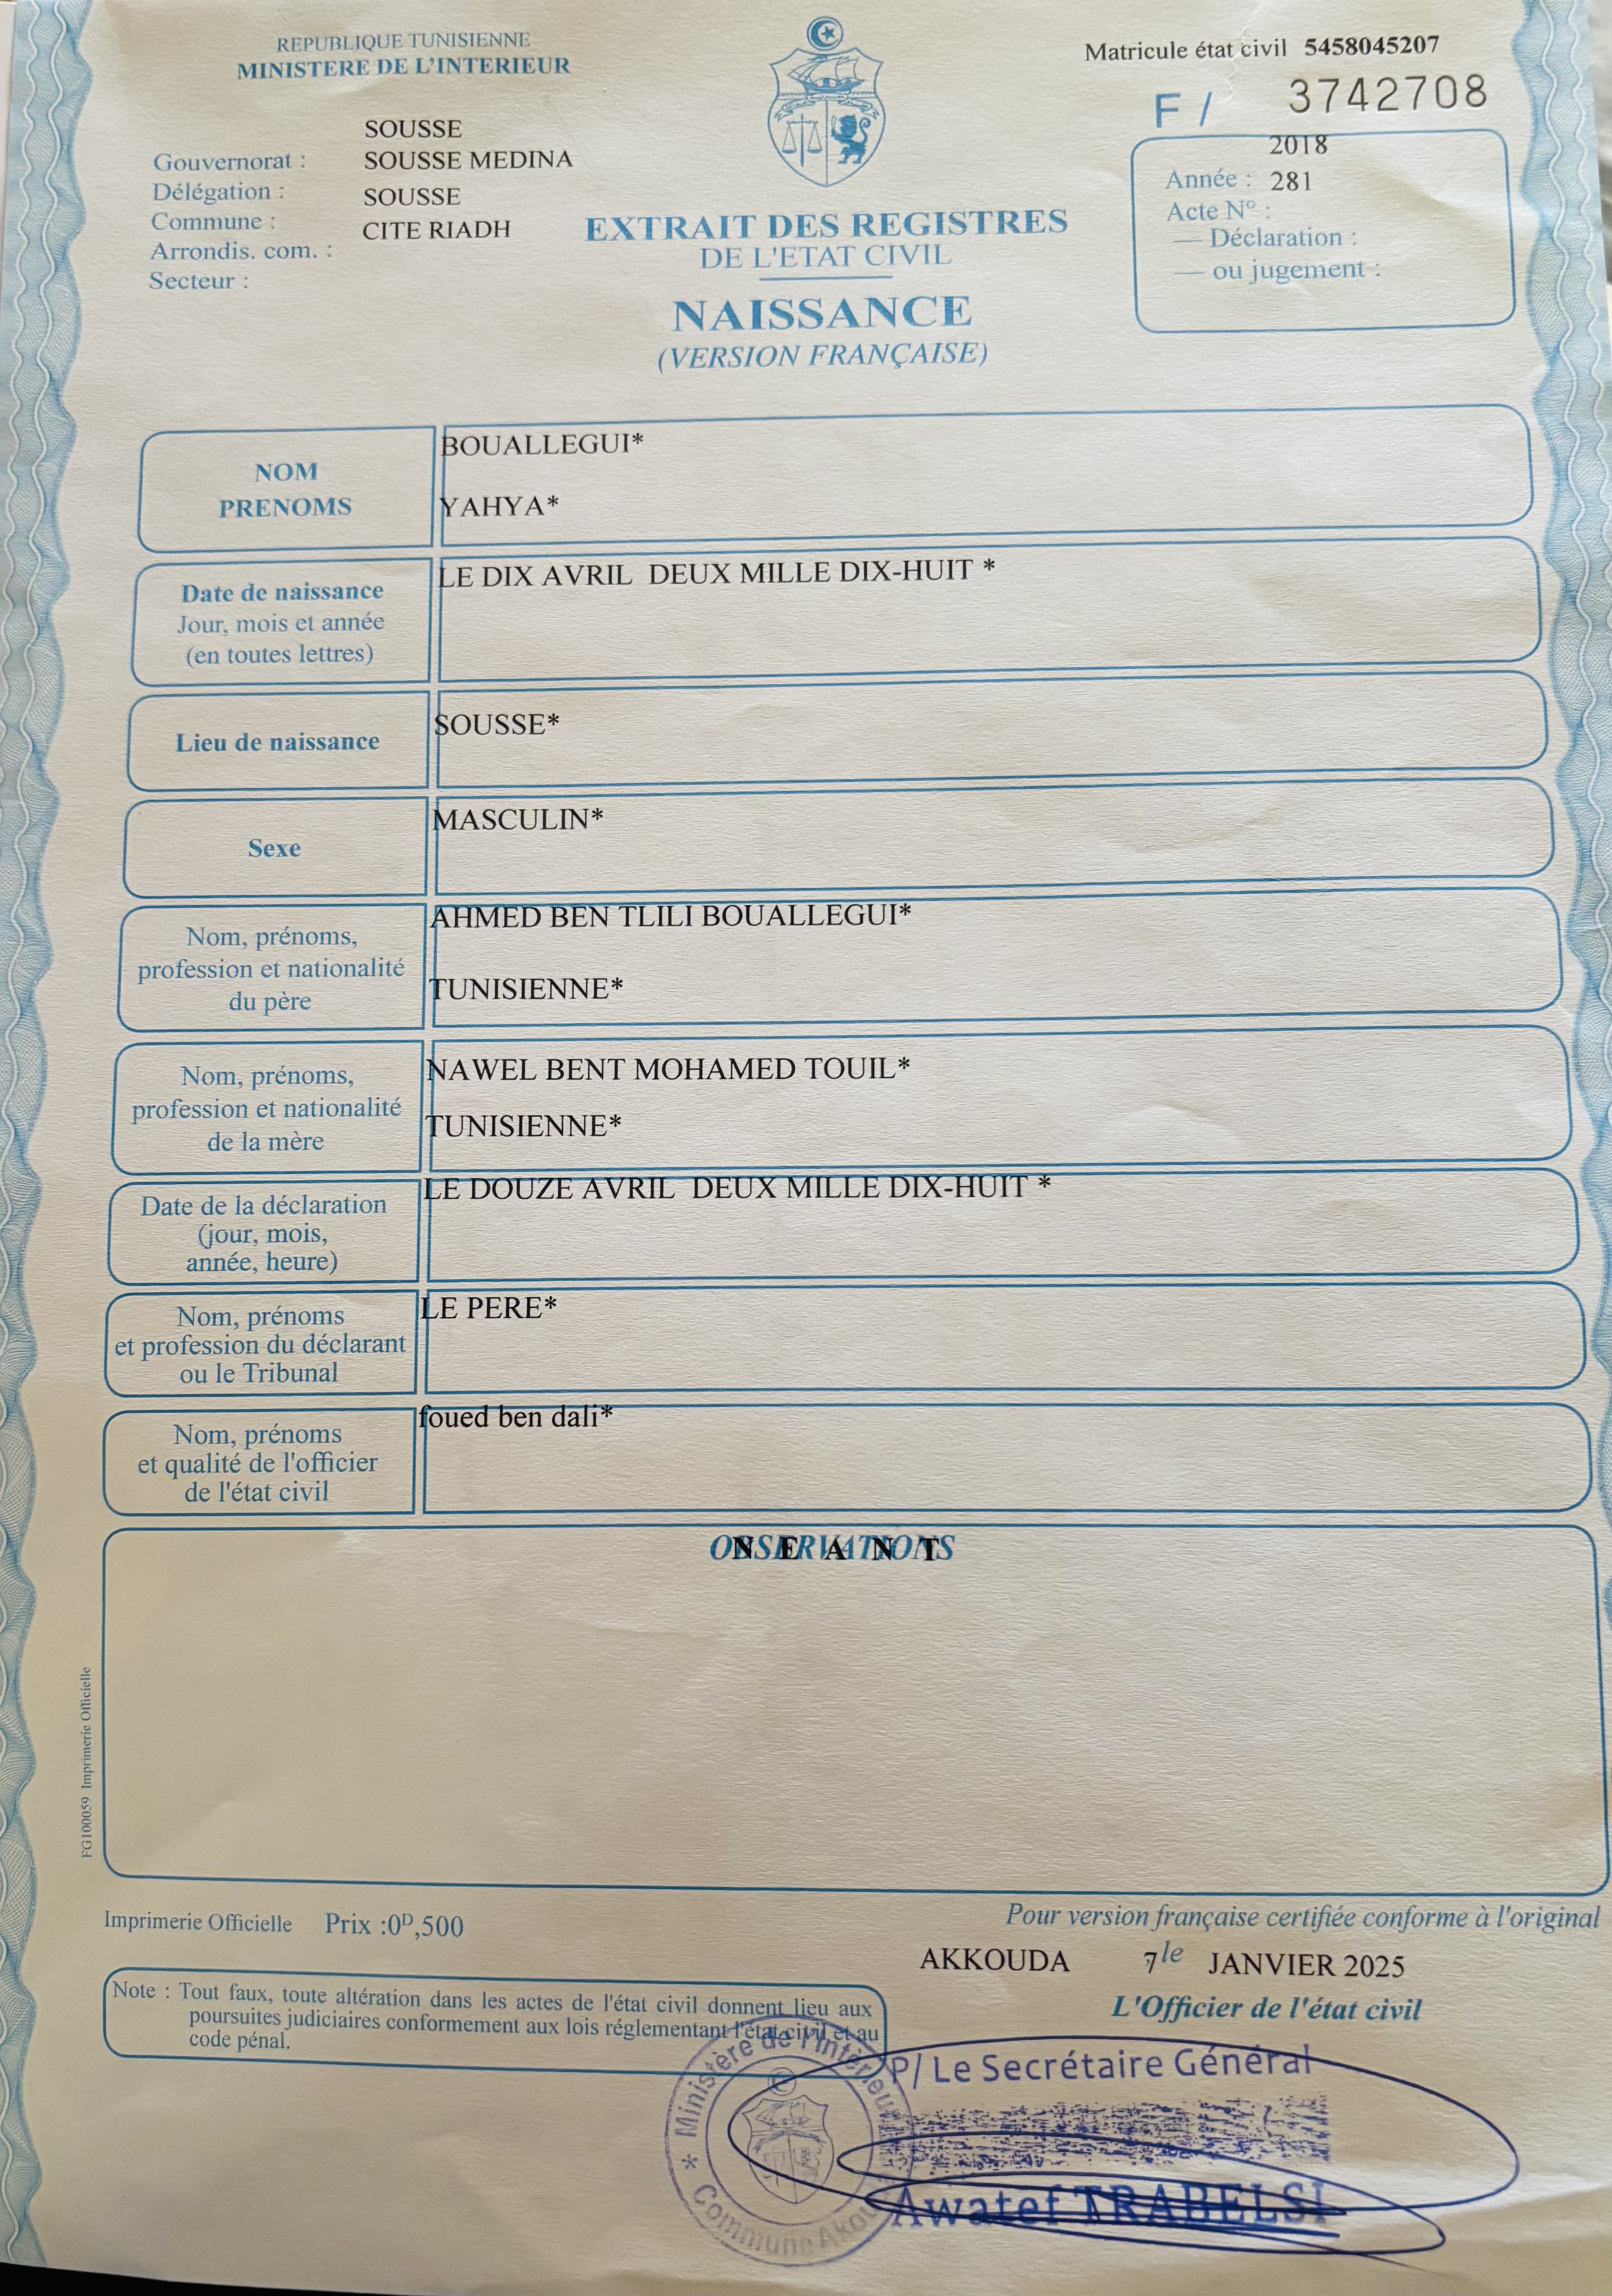 REPUBLIQUE TUNISIENNE
MINISTERE DE L'INTERIEUR
Matricule état civil 5458045207
F / 3742708
SOUSSE
Gouvernorat : SOUSSE MEDINA
Délégation : SOUSSE
Commune : CITE RIADH
Arrondis. com. :
Secteur :
2018
Année : 281
Acte N° :
— Déclaration :
— ou jugement :
EXTRAIT DES REGISTRES
DE L'ETAT CIVIL
NAISSANCE
(VERSION FRANÇAISE)
NOM
PRENOMS
BOUALLEGUI*
YAHYA*
Date de naissance
Jour, mois et année
(en toutes lettres)
LE DIX AVRIL DEUX MILLE DIX-HUIT *
Lieu de naissance
SOUSSE*
Sexe
MASCULIN*
Nom, prénoms,
profession et nationalité
du père
AHMED BEN TLILI BOUALLEGUI*
TUNISIENNE*
Nom, prénoms,
profession et nationalité
de la mère
NAWEL BENT MOHAMED TOUIL*
TUNISIENNE*
Date de la déclaration
(jour, mois,
année, heure)
LE DOUZE AVRIL DEUX MILLE DIX-HUIT *
Nom, prénoms
et profession du déclarant
ou le Tribunal
LE PERE*
Nom, prénoms
et qualité de l'officier
de l'état civil
foued ben dali*
OBSERVATIONS
N E A N T
FG100059 Imprimerie Officielle
Imprimerie Officielle Prix :0D,500
Pour version française certifiée conforme à l'original
AKKOUDA 7 le JANVIER 2025
L'Officier de l'état civil
Note : Tout faux, toute altération dans les actes de l'état civil donnent lieu aux
poursuites judiciaires conformement aux lois réglementant l'état civil et au
code pénal.
* Ministère de l'Intérieur
Commune
P/ Le Secrétaire Général
Awatef TRABELSI